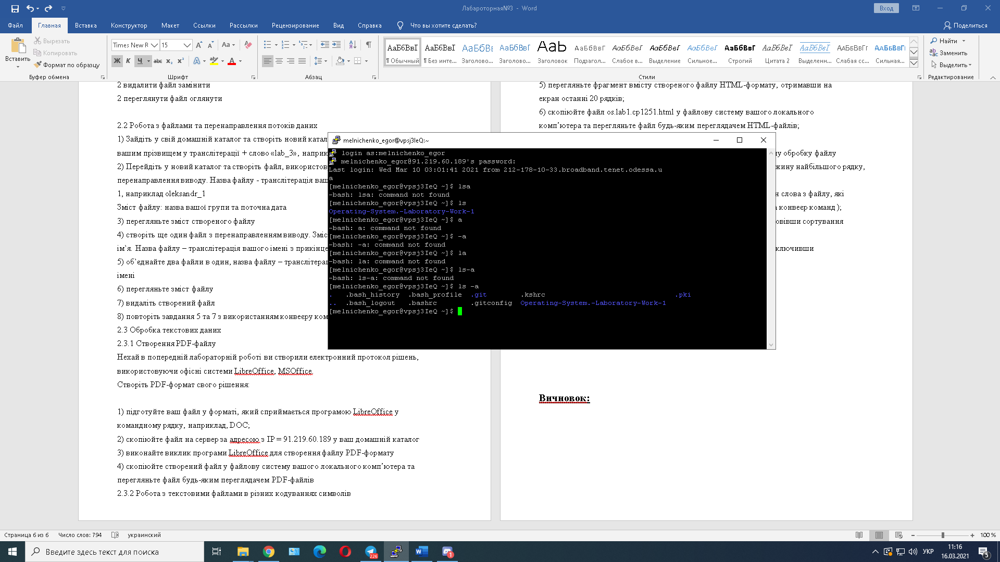 Лабароторная№3 - Word
Вход
Файл
Главная
Вставка
Конструктор
Макет
Ссылки
Рассылки
Рецензирование
Вид
Справка
Что вы хотите сделать?
Поделиться
Вставить
Вырезать
Копировать
Формат по образцу
Буфер обмена
Times New R
15
Ж К Ч abc x₂ x²
Aa
Шрифт
Абзац
АаБбВвІ АаБбВвІ АаБбВі АаБбВвГ Aab АаБбВвГ АаБбВвГ АаБбВвГ АаБбВвГ АаБбВвГ АаБбВвГ АаБбВвІ АаБбВвГг АаБбВвГ
¶ Обычный ¶ Без инте... Заголово... Заголово... Заголовок Подзагол... Слабое в... Выделение Сильное... Строгий Цитата 2 Выделенн... Слабая сс... Сильная...
Стили
Найти
Заменить
Выделить
Редактирование
2 видалити файл замінити
2 переглянути файл оглянути
2.2 Робота з файлами та перенаправлення потоків даних
1) Зайдіть у свій домашній каталог та створіть новий катал
вашим прізвищем у транслітерації + слово «lab_3», наприк
2) Перейдіть у новий каталог та створіть файл, використов
перенаправлення виводу. Назва файлу - транслітерація ваш
1, наприклад oleksandr_1
Зміст файлу: назва вашої групи та поточна дата
3) перегляньте зміст створеного файлу
4) створіть ще один файл з перенаправленням виводу. Зміс
ім`я. Назва файлу – транслітерація вашого імені з прикінце
5) об`єднайте два файли в один, назва файлу – транслітерац
імені
6) перегляньте зміст файлу
7) видаліть створений файл
8) повторіть завдання 5 та 7 з використанням конвеєру ком
2.3 Обробка текстових даних
2.3.1 Створення PDF-файлу
Нехай в попередній лабораторній роботі ви створили електронний протокол рішень,
використовуючи офісні системи LibreOffice, MSOffice.
Створіть PDF-формат свого рішення:
1) підготуйте ваш файл у форматі, який сприймається програмою LibreOffice у
командному рядку, наприклад, DOC;
2) скопіюйте файл на сервер за адресою з IP = 91.219.60.189 у ваш домашній каталог
3) виконайте виклик програми LibreOffice для створення файлу PDF-формату
4) скопіюйте створений файл у файлову систему вашого локального комп’ютера та
перегляньте файл будь-яким переглядачем PDF-файлів
2.3.2 Робота з текстовими файлами в різних кодуваннях символів
5) перегляньте фрагмент вмісту створеного файлу HTML-формату, отримавши на
екран останні 20 рядків;
6) скопіюйте файл os.lab1.cp1251.html у файлову систему вашого локального
комп’ютера та перегляньте файл будь-яким переглядачем HTML-файлів;
у обробку файлу
жину найбільшого рядку,
н слова з файлу, які
а конвеєр команд );
овівши сортування
ключивши
Вичновок:
melnichenko_egor@vpsj3IeQ:~
login as:melnichenko_egor
melnichenko_egor@91.219.60.189's password:
Last login: Wed Mar 10 03:01:41 2021 from 212-178-10-33.broadband.tenet.odessa.u
a
[melnichenko_egor@vpsj3IeQ ~]$ lsa
-bash: lsa: command not found
[melnichenko_egor@vpsj3IeQ ~]$ ls
Operating-System.-Laboratory-Work-1
[melnichenko_egor@vpsj3IeQ ~]$ a
-bash: a: command not found
[melnichenko_egor@vpsj3IeQ ~]$ -a
-bash: -a: command not found
[melnichenko_egor@vpsj3IeQ ~]$ la
-bash: la: command not found
[melnichenko_egor@vpsj3IeQ ~]$ ls-a
-bash: ls-a: command not found
[melnichenko_egor@vpsj3IeQ ~]$ ls -a
. .bash_history .bash_profile .git .kshrc .pki
.. .bash_logout .bashrc .gitconfig Operating-System.-Laboratory-Work-1
[melnichenko_egor@vpsj3IeQ ~]$
Страница 6 из 6
Число слов: 794
украинский
100 %
Введите здесь текст для поиска
226
1
УКР
11:16
16.03.2021
5